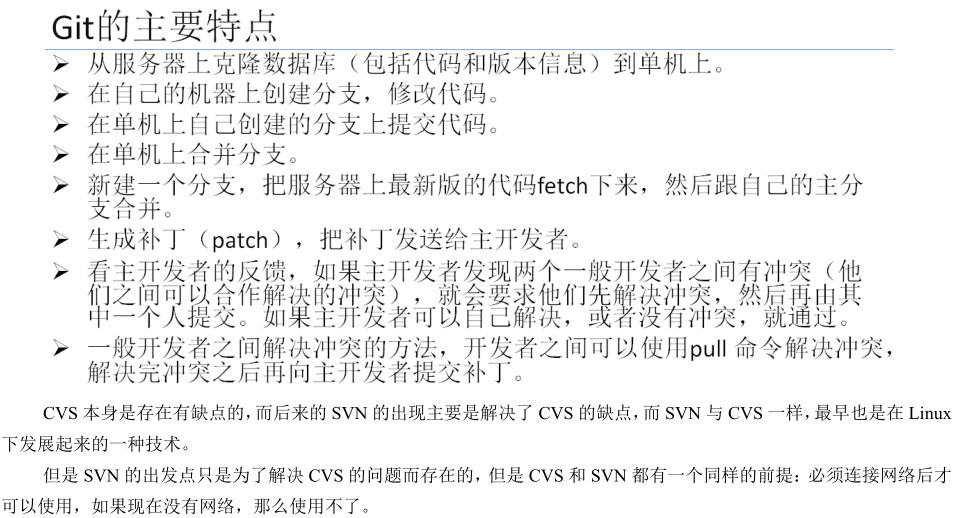 Git的主要特点
➢ 从服务器上克隆数据库（包括代码和版本信息）到单机上。
➢ 在自己的机器上创建分支，修改代码。
➢ 在单机上自己创建的分支上提交代码。
➢ 在单机上合并分支。
➢ 新建一个分支，把服务器上最新版的代码fetch下来，然后跟自己的主分
支合并。
➢ 生成补丁（patch），把补丁发送给主开发者。
➢ 看主开发者的反馈，如果主开发者发现两个一般开发者之间有冲突（他
们之间可以合作解决的冲突），就会要求他们先解决冲突，然后再由其
中一个人提交。如果主开发者可以自己解决，或者没有冲突，就通过。
➢ 一般开发者之间解决冲突的方法，开发者之间可以使用pull 命令解决冲突，
解决完冲突之后再向主开发者提交补丁。
CVS 本身是存在有缺点的，而后来的 SVN 的出现主要是解决了 CVS 的缺点，而 SVN 与 CVS 一样，最早也是在 Linux
下发展起来的一种技术。
但是 SVN 的出发点只是为了解决 CVS 的问题而存在的，但是 CVS 和 SVN 都有一个同样的前提：必须连接网络后才
可以使用，如果现在没有网络，那么使用不了。